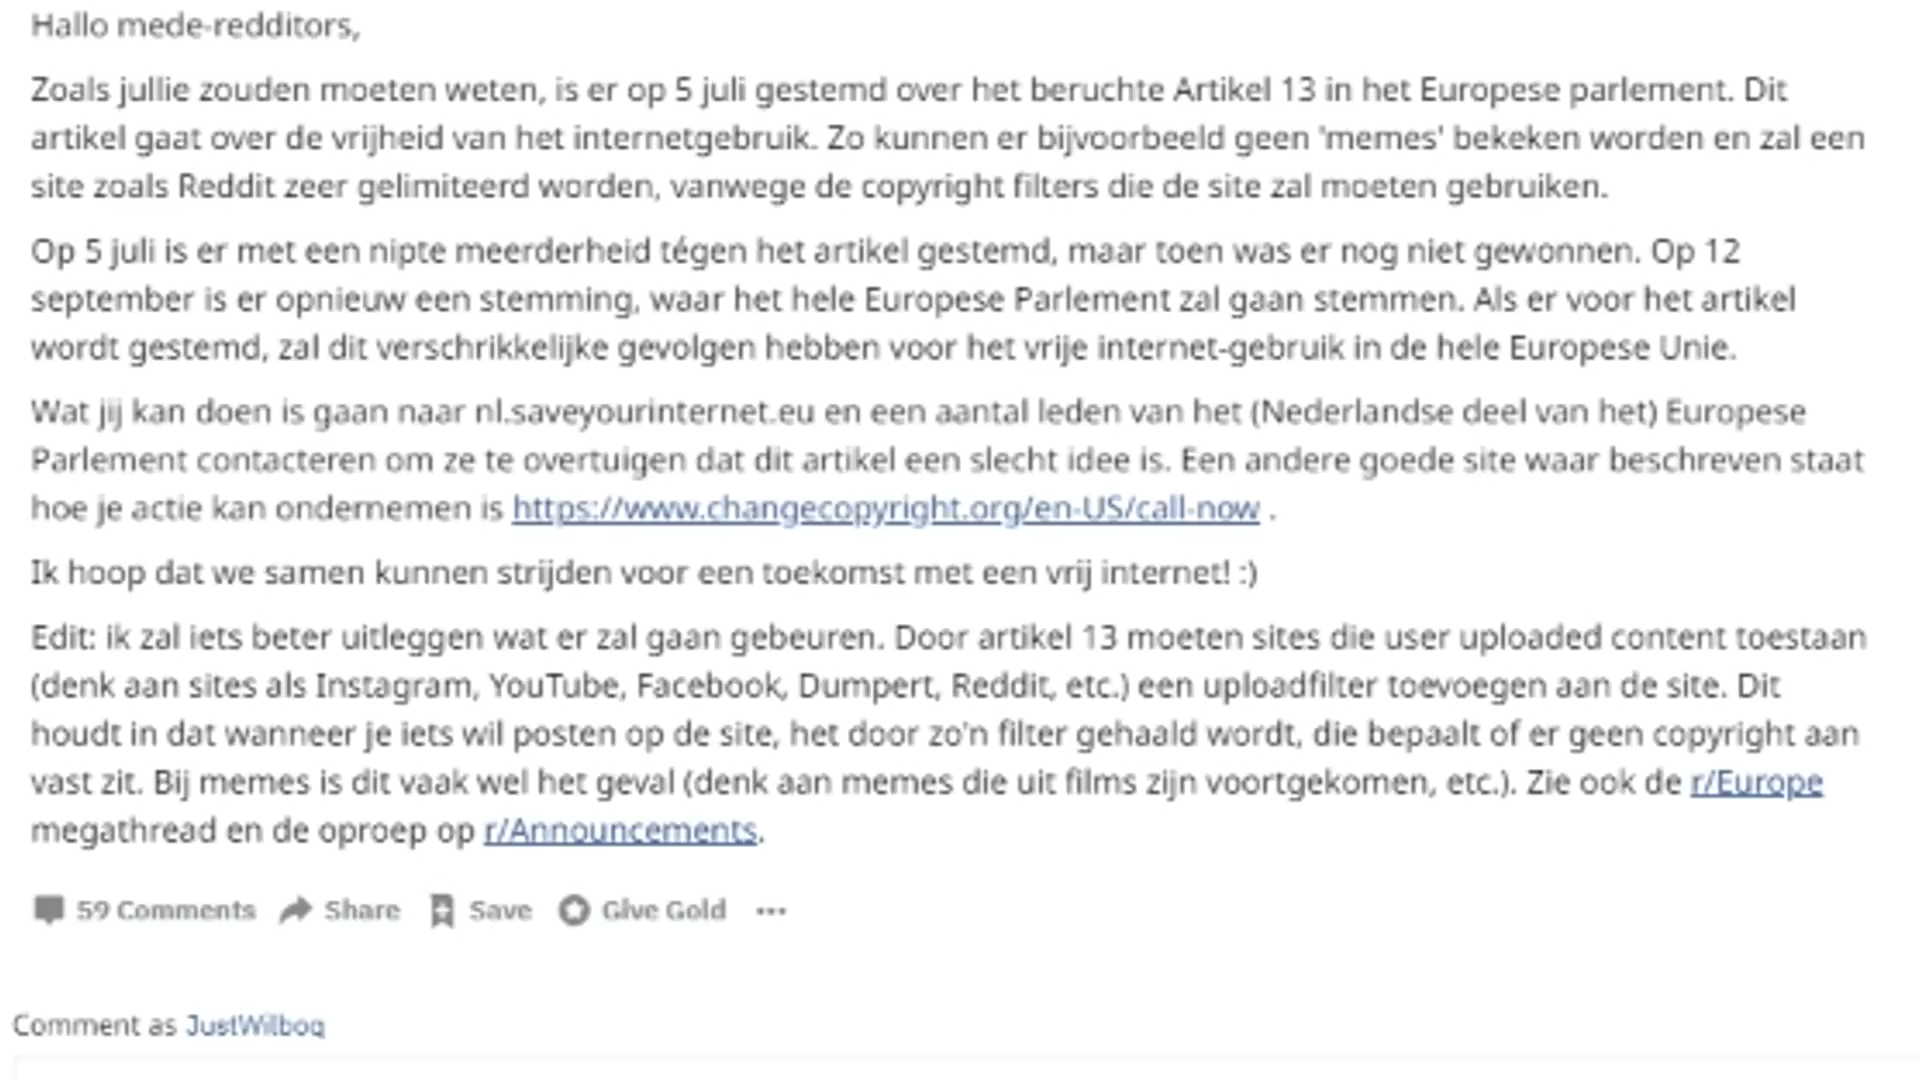 Hallo mede-redditors,
Zoals jullie zouden moeten weten, is er op 5 juli gestemd over het beruchte Artikel 13 in het Europese parlement. Dit
artikel gaat over de vrijheid van het internetgebruik. Zo kunnen er bijvoorbeeld geen 'memes' bekeken worden en zal een
site zoals Reddit zeer gelimiteerd worden, vanwege de copyright filters die de site zal moeten gebruiken.
Op 5 juli is er met een nipte meerderheid tégen het artikel gestemd, maar toen was er nog niet gewonnen. Op 12
september is er opnieuw een stemming, waar het hele Europese Parlement zal gaan stemmen. Als er voor het artikel
wordt gestemd, zal dit verschrikkelijke gevolgen hebben voor het vrije internet-gebruik in de hele Europese Unie.
Wat jij kan doen is gaan naar nl.saveyourinternet.eu en een aantal leden van het (Nederlandse deel van het) Europese
Parlement contacteren om ze te overtuigen dat dit artikel een slecht idee is. Een andere goede site waar beschreven staat
hoe je actie kan ondernemen is https://www.changecopyright.org/en-US/call-now .
Ik hoop dat we samen kunnen strijden voor een toekomst met een vrij internet! :)
Edit: ik zal iets beter uitleggen wat er zal gaan gebeuren. Door artikel 13 moeten sites die user uploaded content toestaan
(denk aan sites als Instagram, YouTube, Facebook, Dumpert, Reddit, etc.) een uploadfilter toevoegen aan de site. Dit
houdt in dat wanneer je iets wil posten op de site, het door zo'n filter gehaald wordt, die bepaalt of er geen copyright aan
vast zit. Bij memes is dit vaak wel het geval (denk aan memes die uit films zijn voortgekomen, etc.). Zie ook de r/Europe
megathread en de oproep op r/Announcements.
59 Comments Share Save Give Gold ···
Comment as JustWilboq